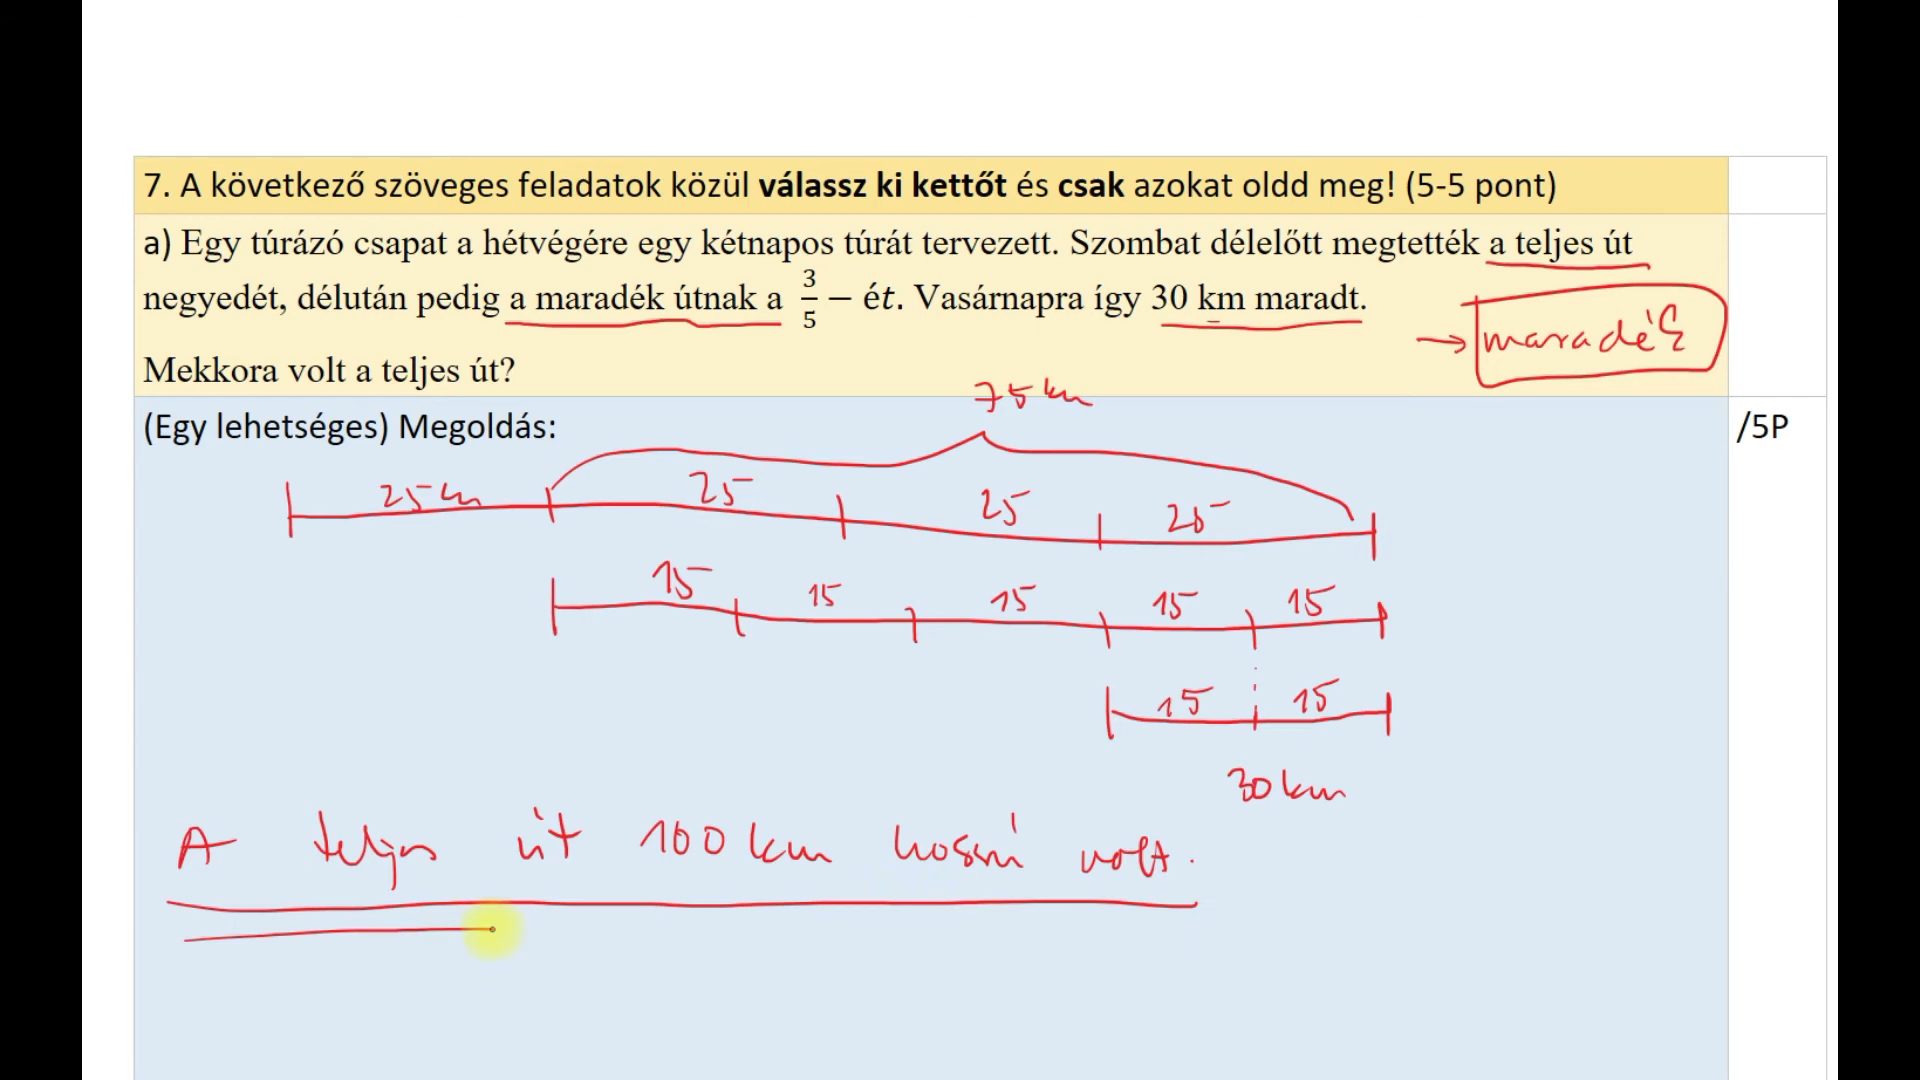 7. A következő szöveges feladatok közül válassz ki kettőt és csak azokat oldd meg! (5-5 pont)
a) Egy túrázó csapat a hétvégére egy kétnapos túrát tervezett. Szombat délelőtt megtették a teljes út
negyedét, délután pedig a maradék útnak a 3/5 – ét. Vasárnapra így 30 km maradt.
→ maradék
Mekkora volt a teljes út?
75 km
(Egy lehetséges) Megoldás:
/5P
25 km 25 25 25
15 15 15 15 15
15 15
30 km
A teljes út 100 km hosszú volt.